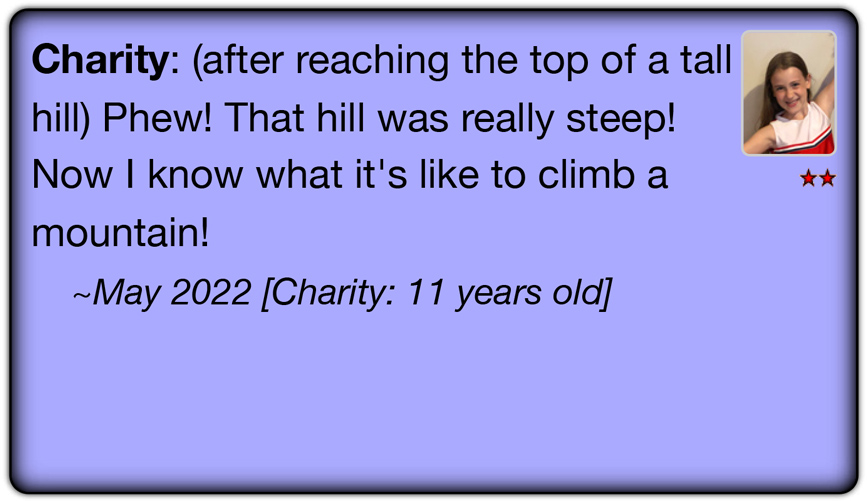 Charity: (after reaching the top of a tall
hill) Phew! That hill was really steep!
Now I know what it's like to climb a
mountain!
~May 2022 [Charity: 11 years old]